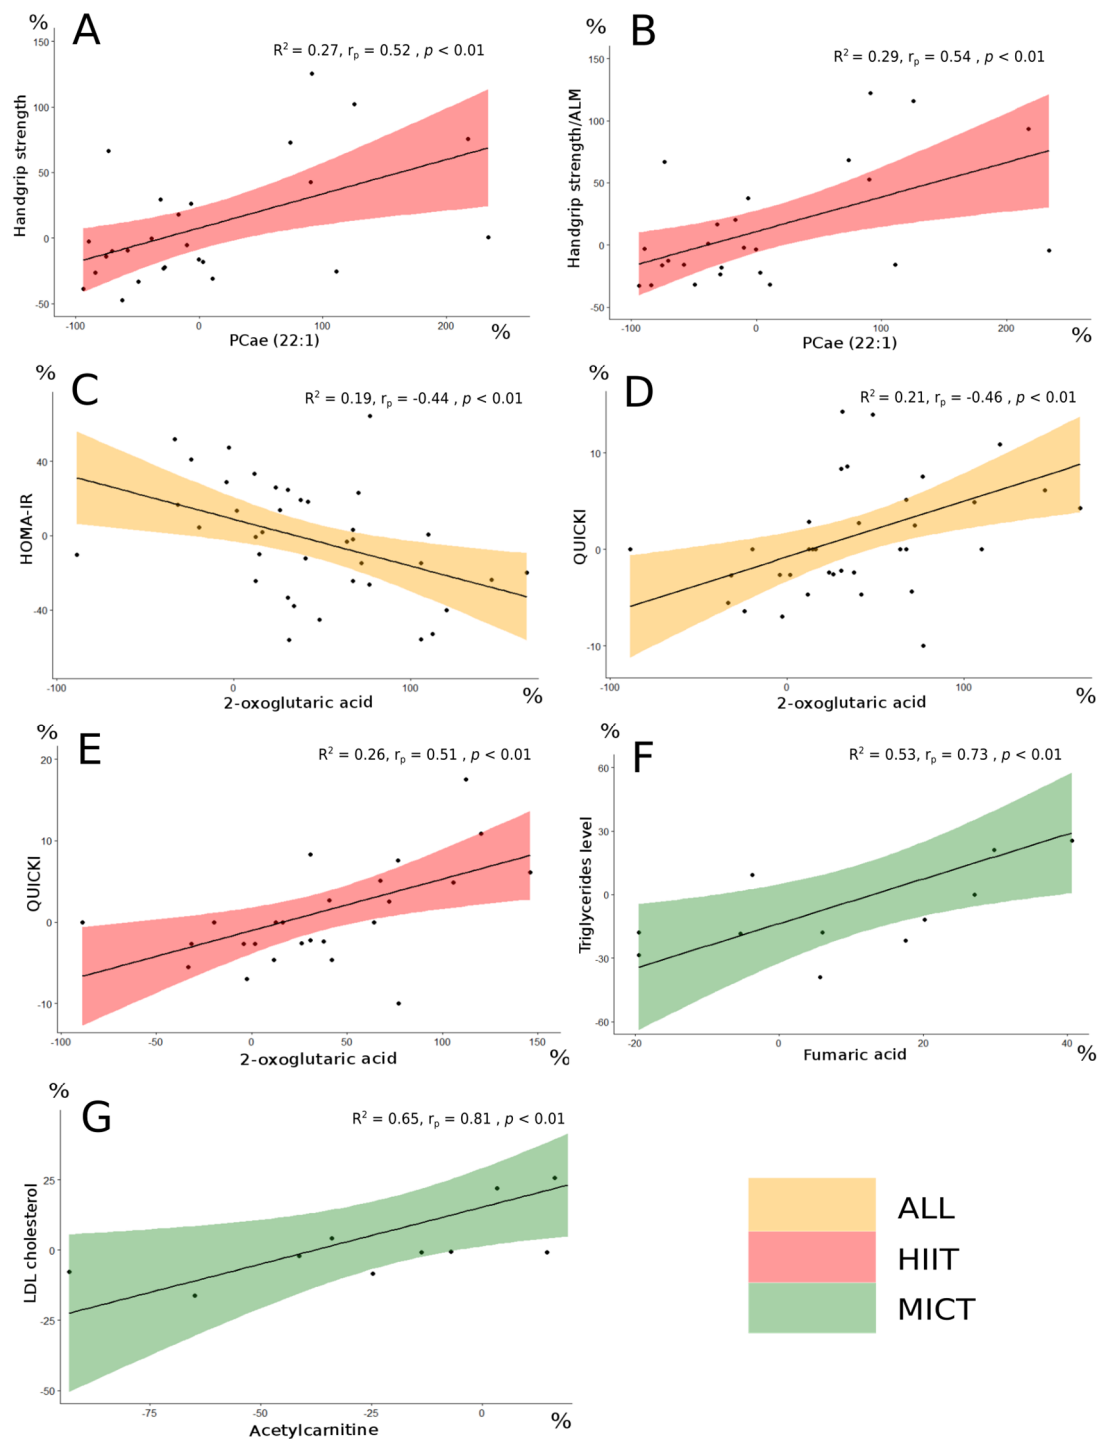 %
A
R² = 0.27, rₚ = 0.52 , p < 0.01
Handgrip strength
150
100
50
0
-50
-100
0
100
200
%
PCae (22:1)
%
B
R² = 0.29, rₚ = 0.54 , p < 0.01
Handgrip strength/ALM
150
100
50
0
-50
-100
0
100
200
%
PCae (22:1)
%
C
R² = 0.19, rₚ = -0.44 , p < 0.01
HOMA-IR
40
0
-40
-100
0
100
%
2-oxoglutaric acid
%
D
R² = 0.21, rₚ = -0.46 , p < 0.01
QUICKI
10
0
-10
-100
0
100
%
2-oxoglutaric acid
%
E
R² = 0.26, rₚ = 0.51 , p < 0.01
QUICKI
20
10
0
-10
-100
-50
0
50
100
150
%
2-oxoglutaric acid
%
F
R² = 0.53, rₚ = 0.73 , p < 0.01
Triglycerides level
60
30
0
-30
-60
-20
0
20
40
%
Fumaric acid
%
G
R² = 0.65, rₚ = 0.81 , p < 0.01
LDL cholesterol
25
0
-25
-50
-75
-50
-25
0
%
Acetylcarnitine
ALL
HIIT
MICT